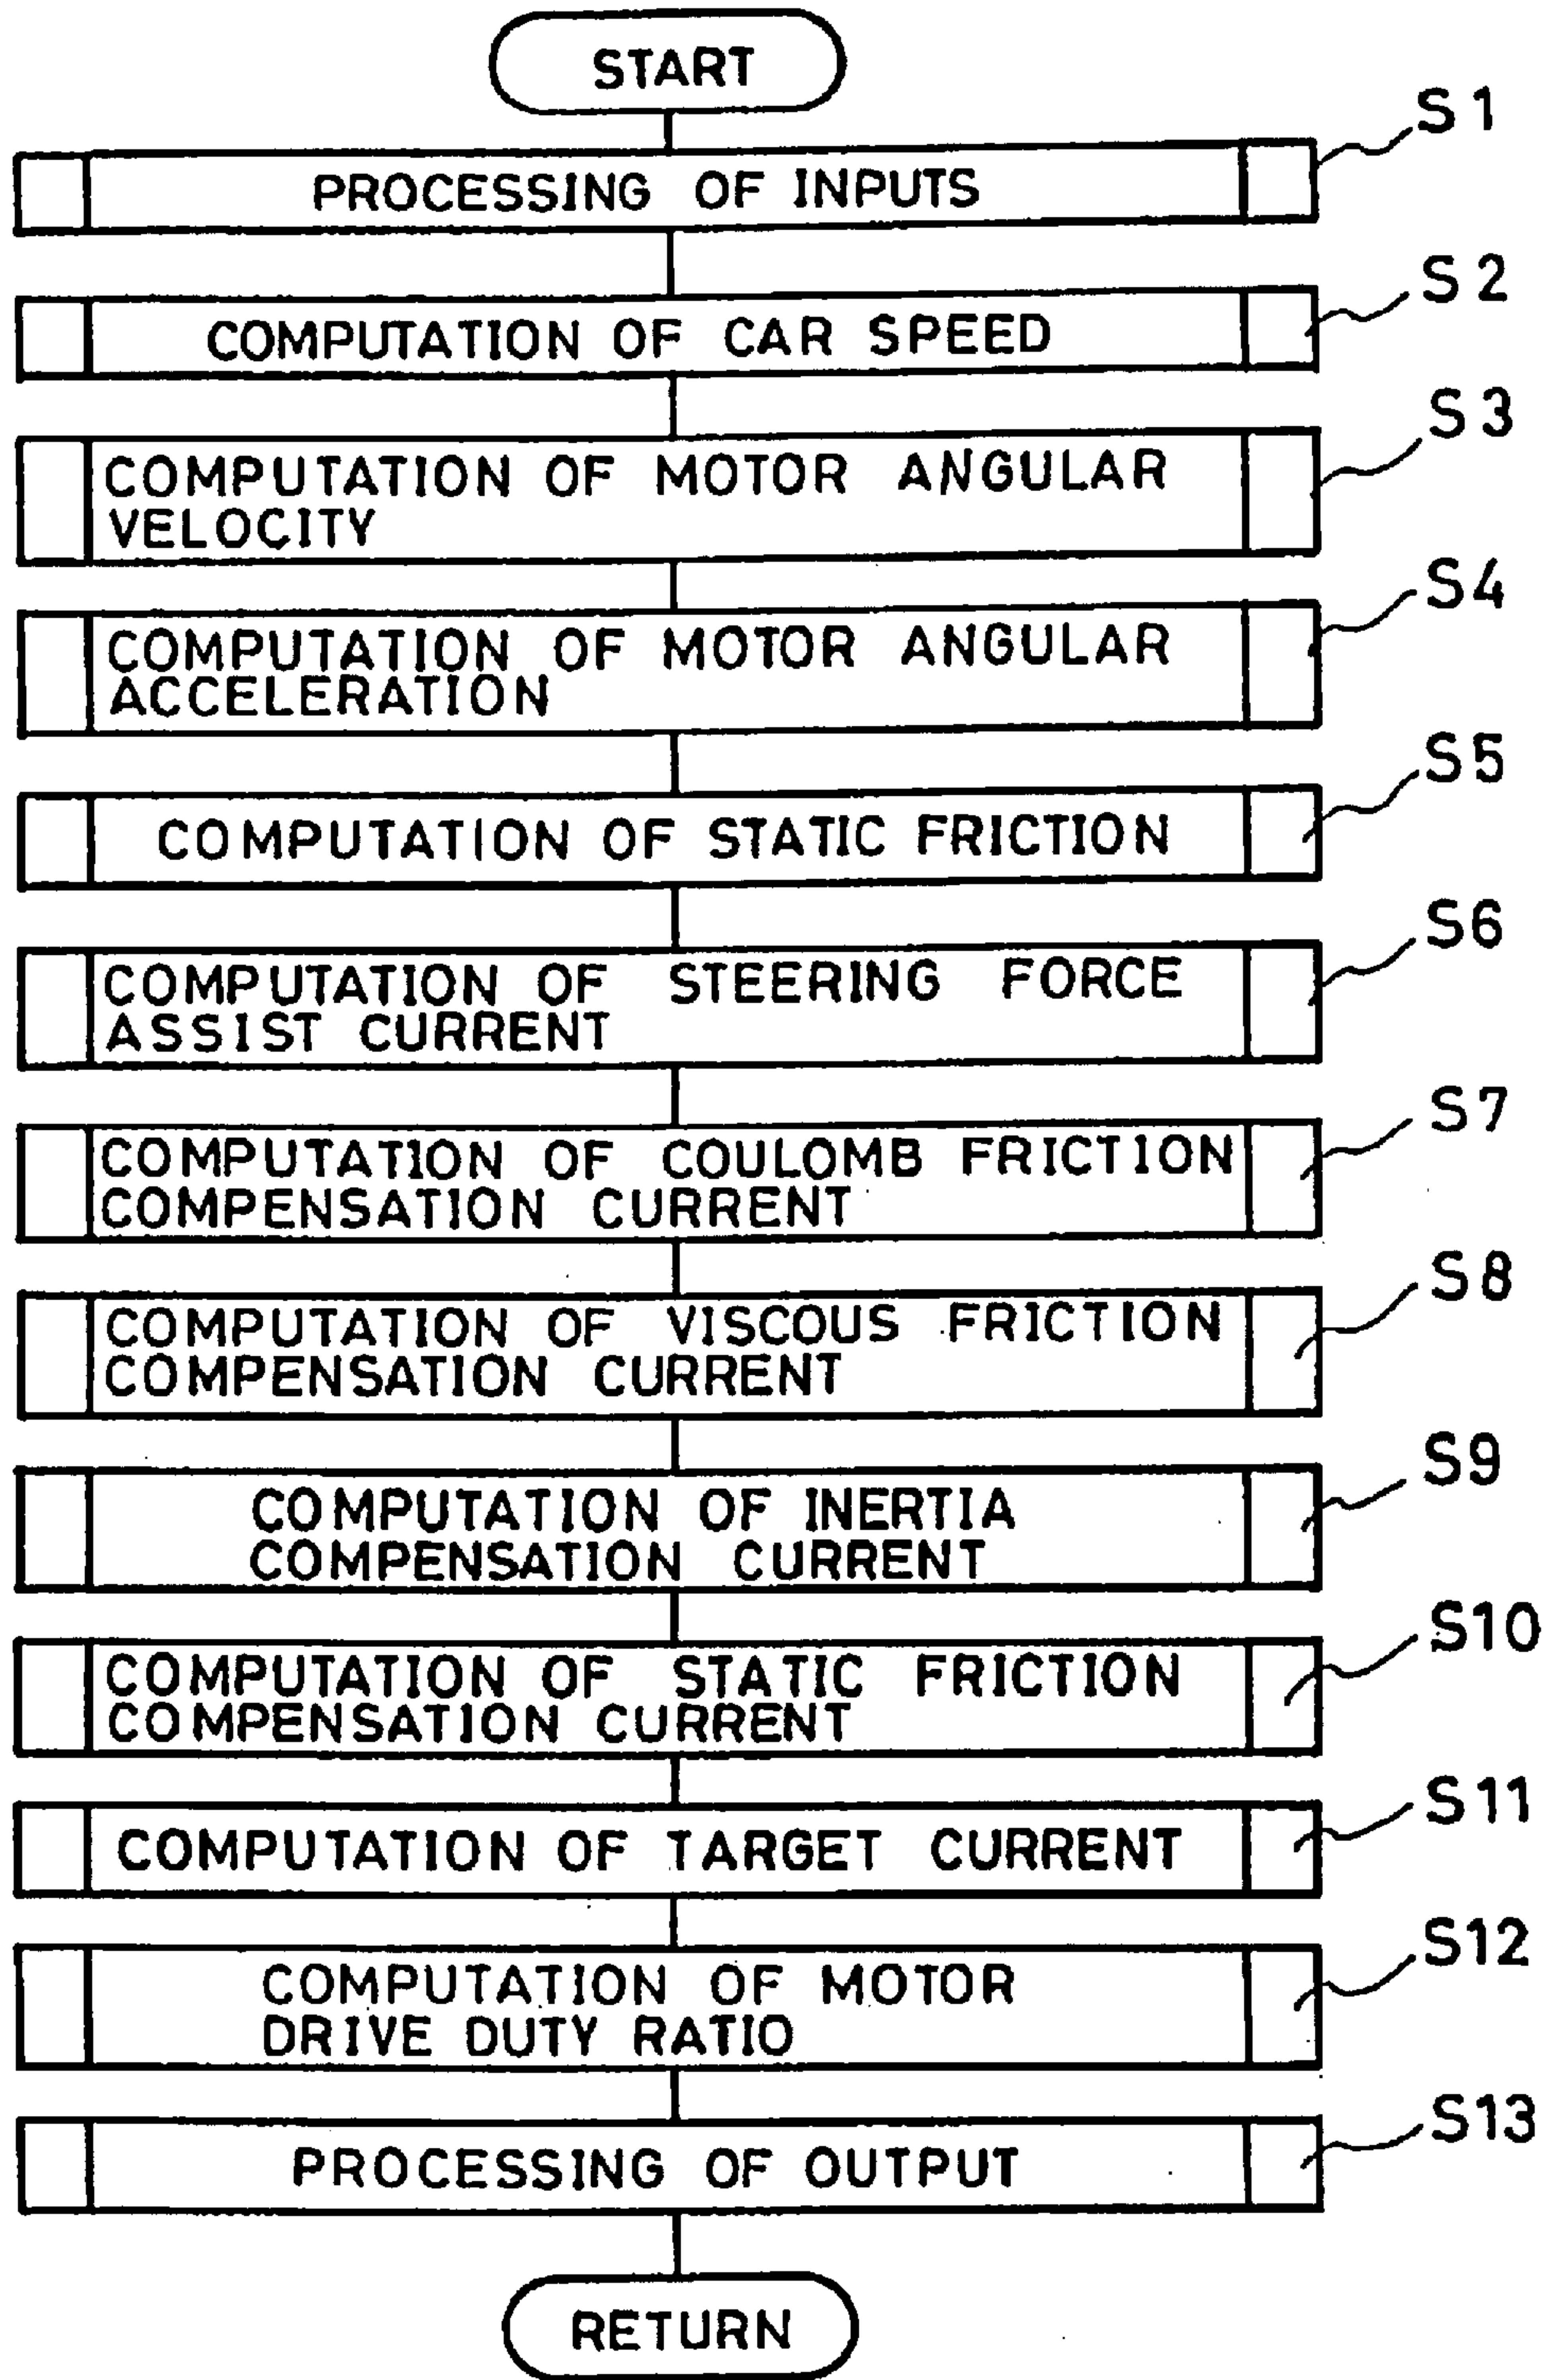 START
S1
PROCESSING OF INPUTS
S2
COMPUTATION OF CAR SPEED
S3
COMPUTATION OF MOTOR ANGULAR
VELOCITY
S4
COMPUTATION OF MOTOR ANGULAR
ACCELERATION
S5
COMPUTATION OF STATIC FRICTION
S6
COMPUTATION OF STEERING FORCE
ASSIST CURRENT
S7
COMPUTATION OF COULOMB FRICTION
COMPENSATION CURRENT
S8
COMPUTATION OF VISCOUS FRICTION
COMPENSATION CURRENT
S9
COMPUTATION OF INERTIA
COMPENSATION CURRENT
S10
COMPUTATION OF STATIC FRICTION
COMPENSATION CURRENT
S11
COMPUTATION OF TARGET CURRENT
S12
COMPUTATION OF MOTOR
DRIVE DUTY RATIO
S13
PROCESSING OF OUTPUT
RETURN